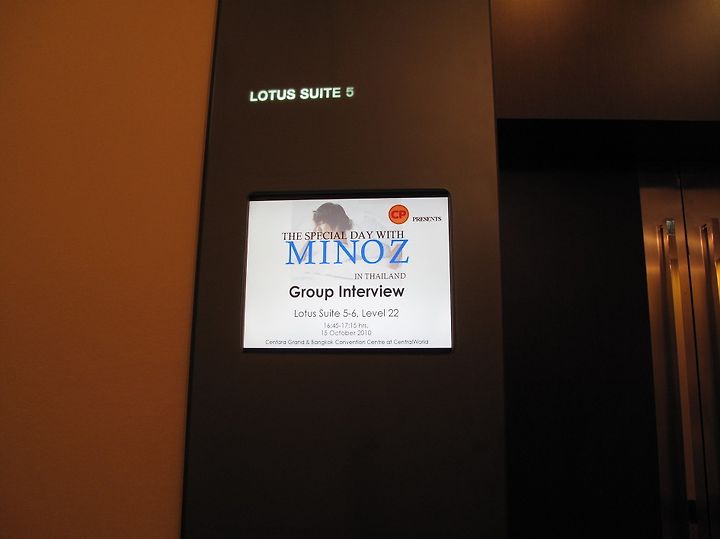 LOTUS SUITE 5
CP PRESENTS
THE SPECIAL DAY WITH
MINOZ
IN THAILAND
Group Interview
Lotus Suite 5-6, Level 22
16:45-17:15 hrs.
15 October 2010
Centara Grand & Bangkok Convention Centre at CentralWorld